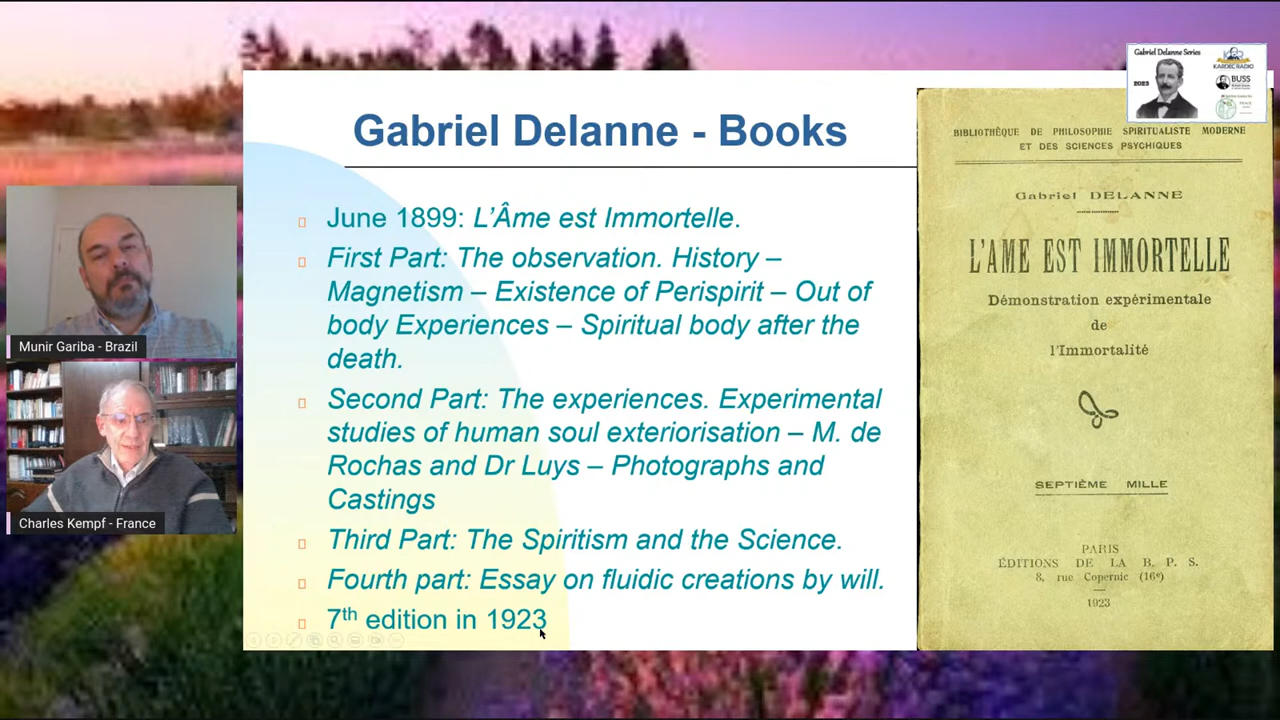 Gabriel Delanne - Books
June 1899: L’Âme est Immortelle.
First Part: The observation. History –
Magnetism – Existence of Perispirit – Out of
body Experiences – Spiritual body after the
death.
Second Part: The experiences. Experimental
studies of human soul exteriorisation – M. de
Rochas and Dr Luys – Photographs and
Castings
Third Part: The Spiritism and the Science.
Fourth part: Essay on fluidic creations by will.
7th edition in 1923
BIBLIOTHÈQUE DE PHILOSOPHIE SPIRITUALISTE MODERNE
ET DES SCIENCES PSYCHIQUES
Gabriel DELANNE
L'AME EST IMMORTELLE
Démonstration expérimentale
de
l'Immortalité
SEPTIÈME MILLE
PARIS
ÉDITIONS DE LA B. P. S.
8, rue Copernic (16e)
1923
Gabriel Delanne Series
2023
KARDEC RADIO
BUSS
Munir Gariba - Brazil
Charles Kempf - France